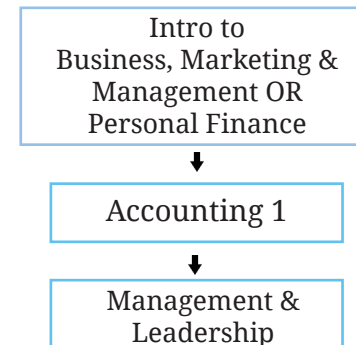 Intro to
Business, Marketing &
Management OR
Personal Finance
Accounting 1
Management &
Leadership